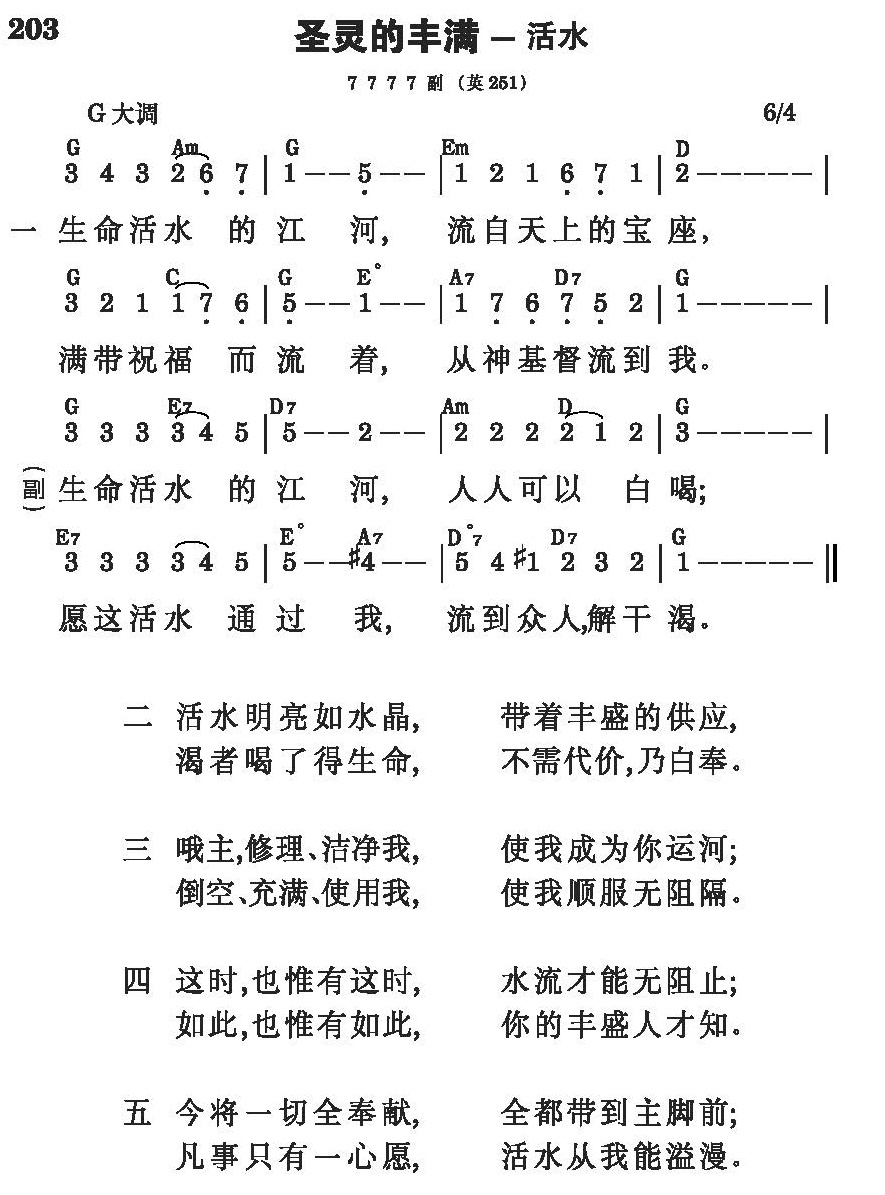 203
圣灵的丰满 – 活水
7 7 7 7 副 (英 251)
G 大调 6/4
G Am G Em D
3 4 3 2 6̣ 7̣ | 1 – – 5̣ – – | 1 2 1 6̣ 7̣ 1 | 2 – – – – – |
一 生命活水 的江 河, 流自天上的宝座,
G C G E° A7 D7 G
3 2 1 1 7̣ 6̣ | 5̣ – – 1 – – | 1 7̣ 6̣ 7̣ 5̣ 2 | 1 – – – – – |
满带祝福 而流 着, 从神基督流到我。
G E7 D7 Am D G
3 3 3 3 4 5 | 5 – – 2 – – | 2 2 2 2 1 2 | 3 – – – – – |
(副) 生命活水 的江 河, 人人可以 白喝;
E7 E° A7 D°7 D7 G
3 3 3 3 4 5 | 5 – – #4 – – | 5 4 #1 2 3 2 | 1 – – – – – ‖
愿这活水 通过 我, 流到众人,解干渴。
二 活水明亮如水晶, 带着丰盛的供应,
渴者喝了得生命, 不需代价,乃白奉。
三 哦主,修理、洁净我, 使我成为你运河;
倒空、充满、使用我, 使我顺服无阻隔。
四 这时,也惟有这时, 水流才能无阻止;
如此,也惟有如此, 你的丰盛人才知。
五 今将一切全奉献, 全都带到主脚前;
凡事只有一心愿, 活水从我能溢漫。